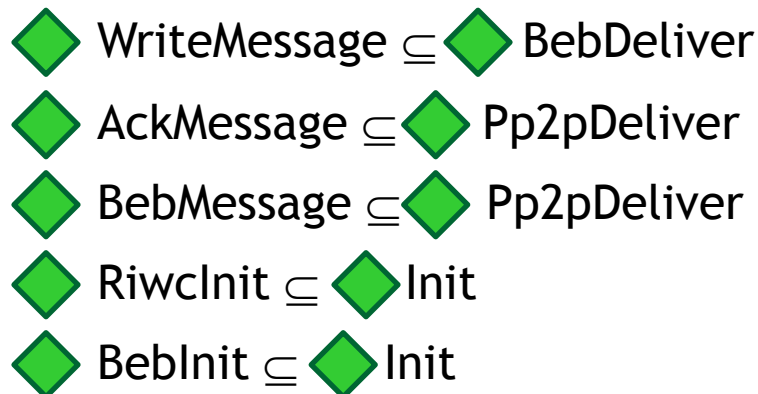 WriteMessage ⊆ BebDeliver
AckMessage ⊆ Pp2pDeliver
BebMessage ⊆ Pp2pDeliver
RiwcInit ⊆ Init
BebInit ⊆ Init